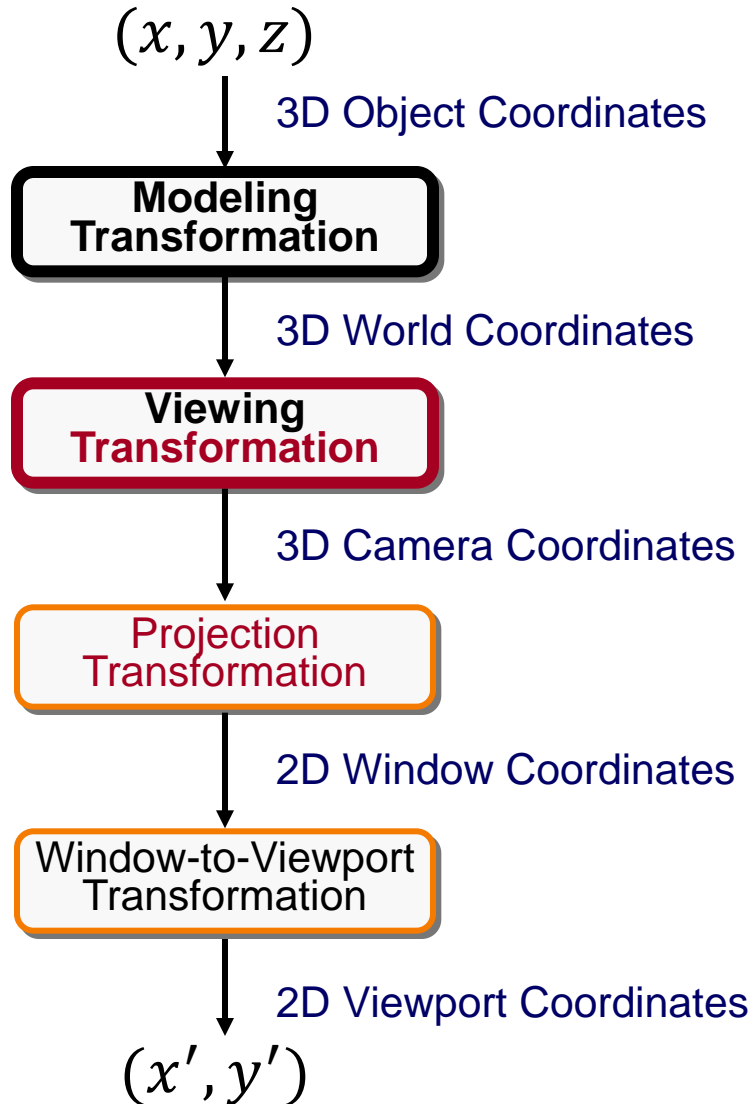 (x, y, z)
3D Object Coordinates
Modeling
Transformation
3D World Coordinates
Viewing
Transformation
3D Camera Coordinates
Projection
Transformation
2D Window Coordinates
Window-to-Viewport
Transformation
2D Viewport Coordinates
(x′, y′)